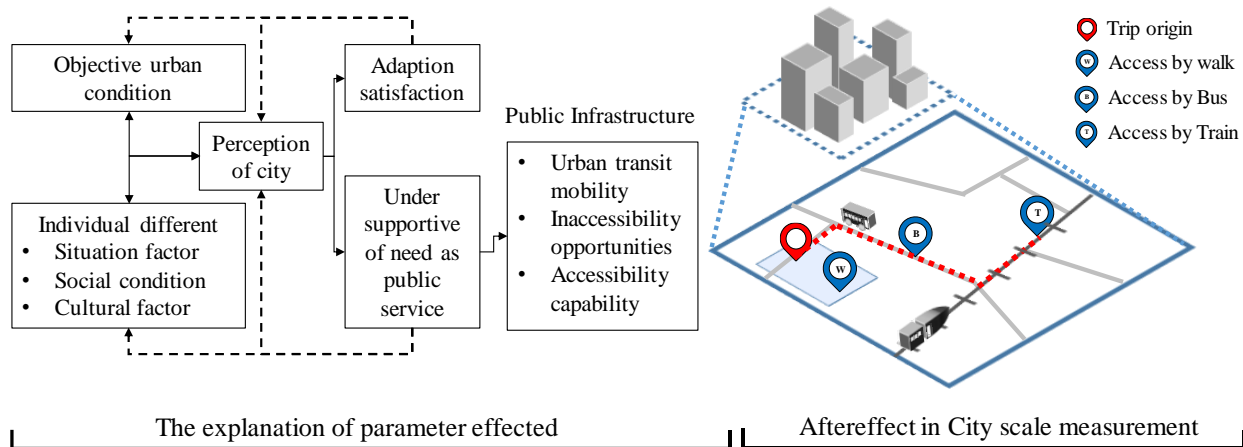 Objective urban
condition
Adaption
satisfaction
Perception
of city
Individual different
• Situation factor
• Social condition
• Cultural factor
Under
supportive
of need as
public
service
Public Infrastructure
• Urban transit
mobility
• Inaccessibility
opportunities
• Accessibility
capability
The explanation of parameter effected
Trip origin
W Access by walk
B Access by Bus
T Access by Train
T
B
W
Aftereffect in City scale measurement